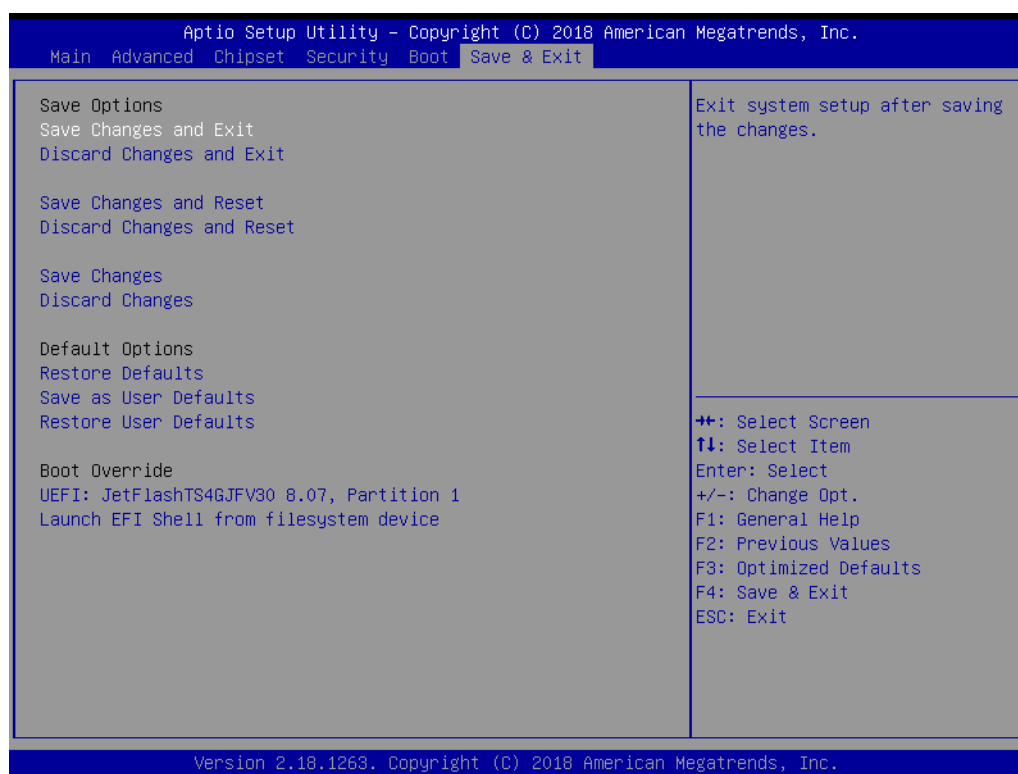 Aptio Setup Utility – Copyright (C) 2018 American Megatrends, Inc.
Main Advanced Chipset Security Boot Save & Exit
Save Options
Save Changes and Exit
Discard Changes and Exit
Save Changes and Reset
Discard Changes and Reset
Save Changes
Discard Changes
Default Options
Restore Defaults
Save as User Defaults
Restore User Defaults
Boot Override
UEFI: JetFlashTS4GJFV30 8.07, Partition 1
Launch EFI Shell from filesystem device
Exit system setup after saving
the changes.
→←: Select Screen
↑↓: Select Item
Enter: Select
+/-: Change Opt.
F1: General Help
F2: Previous Values
F3: Optimized Defaults
F4: Save & Exit
ESC: Exit
Version 2.18.1263. Copyright (C) 2018 American Megatrends, Inc.